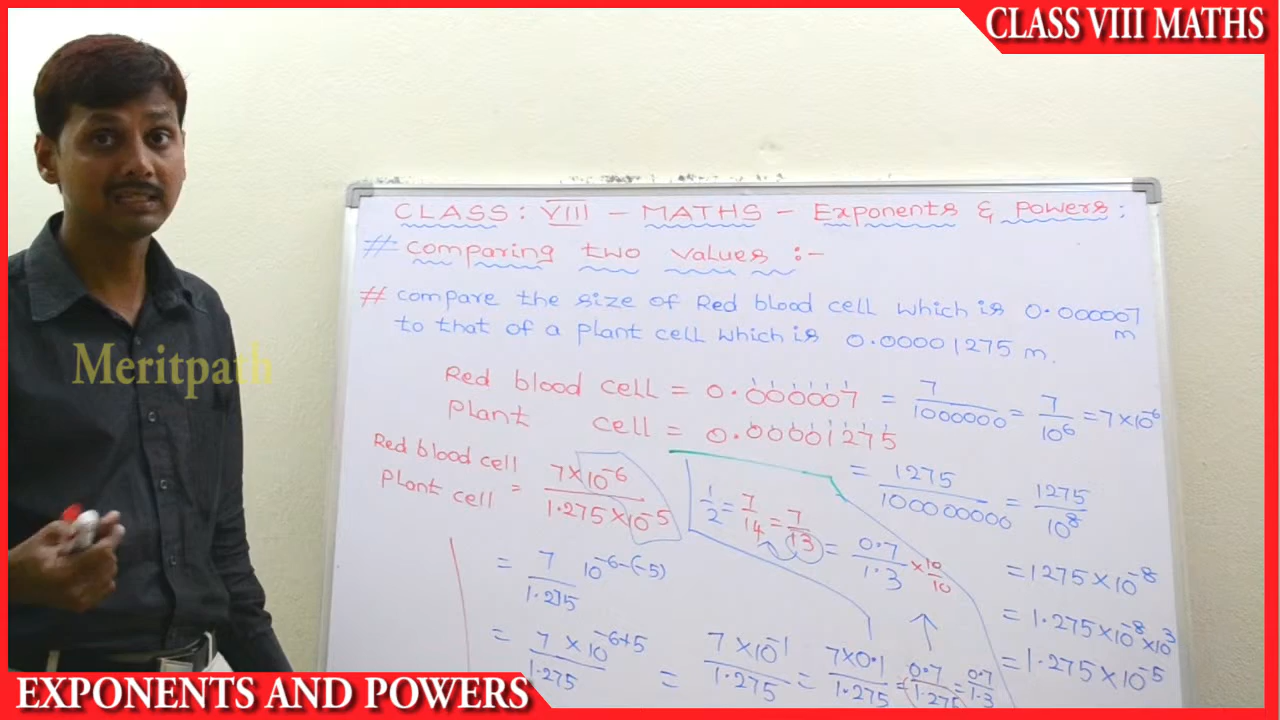 CLASS VIII MATHS
CLASS: VIII - MATHS - Exponents & Powers:
# Comparing two values :-
# compare the size of Red blood cell which is 0.000007 m
to that of a plant cell which is 0.00001275 m.
Red blood cell = 0.000007 = 7/1000000 = 7/10⁶ = 7×10⁻⁶
Plant cell = 0.00001275
= 1275/100000000 = 1275/10⁸
= 1275×10⁻⁸
= 1.275×10⁻⁸×10³
= 1.275×10⁻⁵
Red blood cell / Plant cell = 7×10⁻⁶ / 1.275×10⁻⁵
1/2 = 7/14 = 7/13 = 0.7/1.3 × 10/10
= 7/1.275 10⁻⁶⁻⁽⁻⁵⁾
= 7×10⁻⁶⁺⁵/1.275 = 7×10⁻¹/1.275 = 7×0.1/1.275 = 0.7/1.275 = 0.7/1.3
Meritpath
EXPONENTS AND POWERS